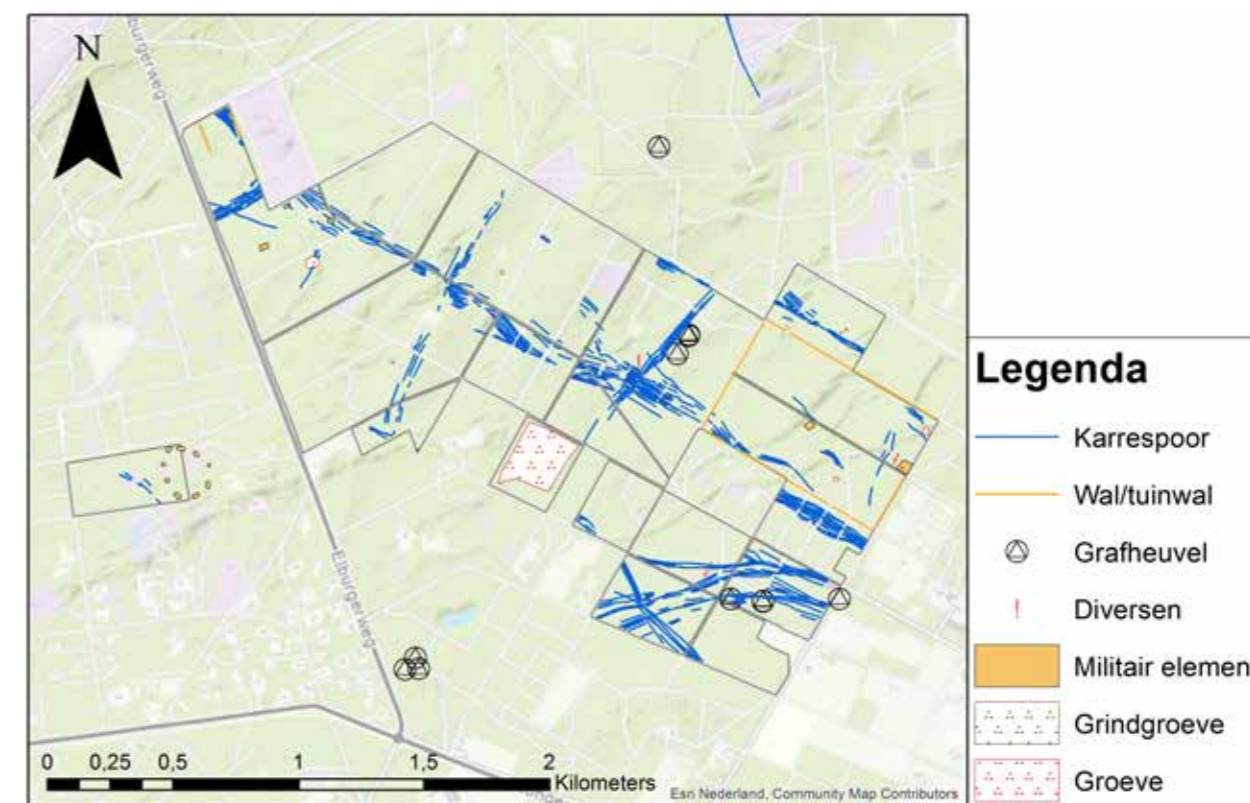 N
burgerweg
Elburgerweg
0 0,25 0,5 1 1,5 2
Kilometers
Esri Nederland, Community Map Contributors
Legenda
Karrespoor
Wal/tuinwal
Grafheuvel
Diversen
Militair elemen
Grindgroeve
Groeve